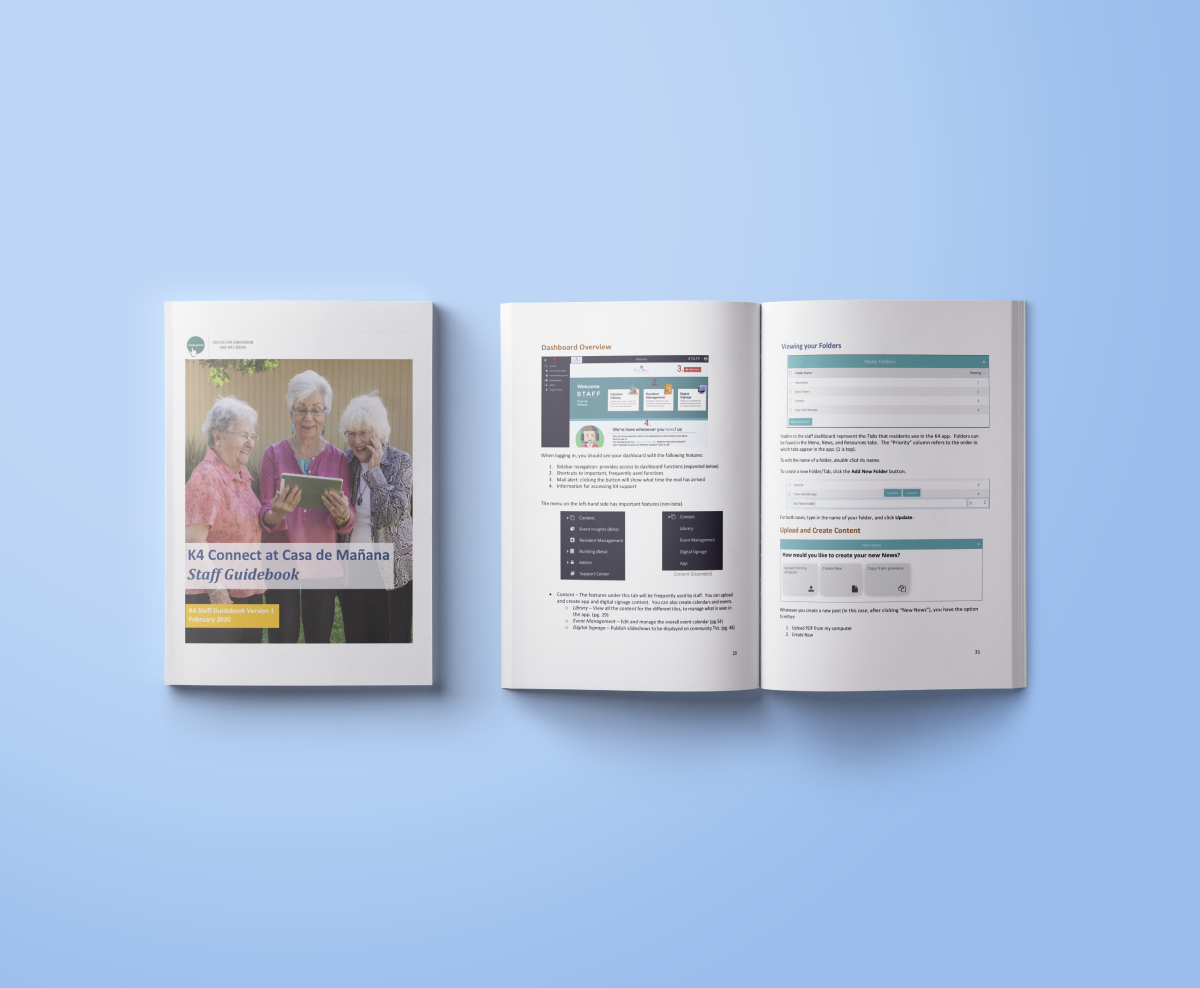 CENTER FOR
AND WELLBEING
K4 Connect at Casa de Mañana
Staff Guidebook
K4 Staff Guidebook Version 1
February 2020
Dashboard Overview
STAFF
3.
Welcome
STAFF
2.
Content
Library
Resident
Management
Digital
Signage
4.
We're here whenever you need us
When logging in, you should see your dashboard with the following features:
1. Sidebar navigation: provides access to dashboard functions (expanded below)
2. Shortcuts to important, frequently used functions
3. Mail alert: clicking the button will show what time the mail has arrived
4. Information for accessing K4 support
The menu on the left-hand side has important features (non-beta)
Content
Event Insights (Beta)
Resident Management
Building (Beta)
Admin
Support Center
Content
Library
Event Management
Digital Signage
App
Content (Expanded)
• Content – The features under this tab will be frequently used by staff. You can upload
and create app and digital signage content. You can also create calendars and events.
○ Library – View all the content for the different tiles, to manage what is seen in
the app. (pg. 29)
○ Event Management – Edit and manage the overall event calendar (pg.54)
○ Digital Signage – Publish slideshows to be displayed on community TVs. (pg. 48)
Viewing your Folders
News Folders
Folder Name Priority
Folders in the staff dashboard represent the Tabs that residents see in the K4 app. Folders can
be found in the Menu, News, and Resources tabs. The "Priority" column refers to the order in
which tabs appear in the app. (1 is top).
To edit the name of a folder, double click its name.
To create a new Folder/Tab, click the Add New Folder button.
For both cases, type in the name of your folder, and click Update.
Upload and Create Content
How would you like to create your new News?
Create New
Copy from previous
Whenever you create a new post (in this case, after clicking "New News"), you have the option
to either:
1. Upload PDF from my computer
2. Create New